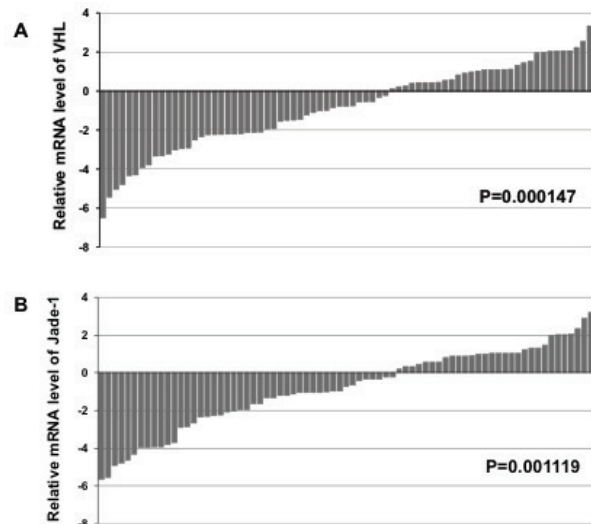 A
Relative mRNA level of VHL
4
2
0
-2
-4
-6
-8
P=0.000147
B
Relative mRNA level of Jade-1
4
2
0
-2
-4
-6
-8
P=0.001119